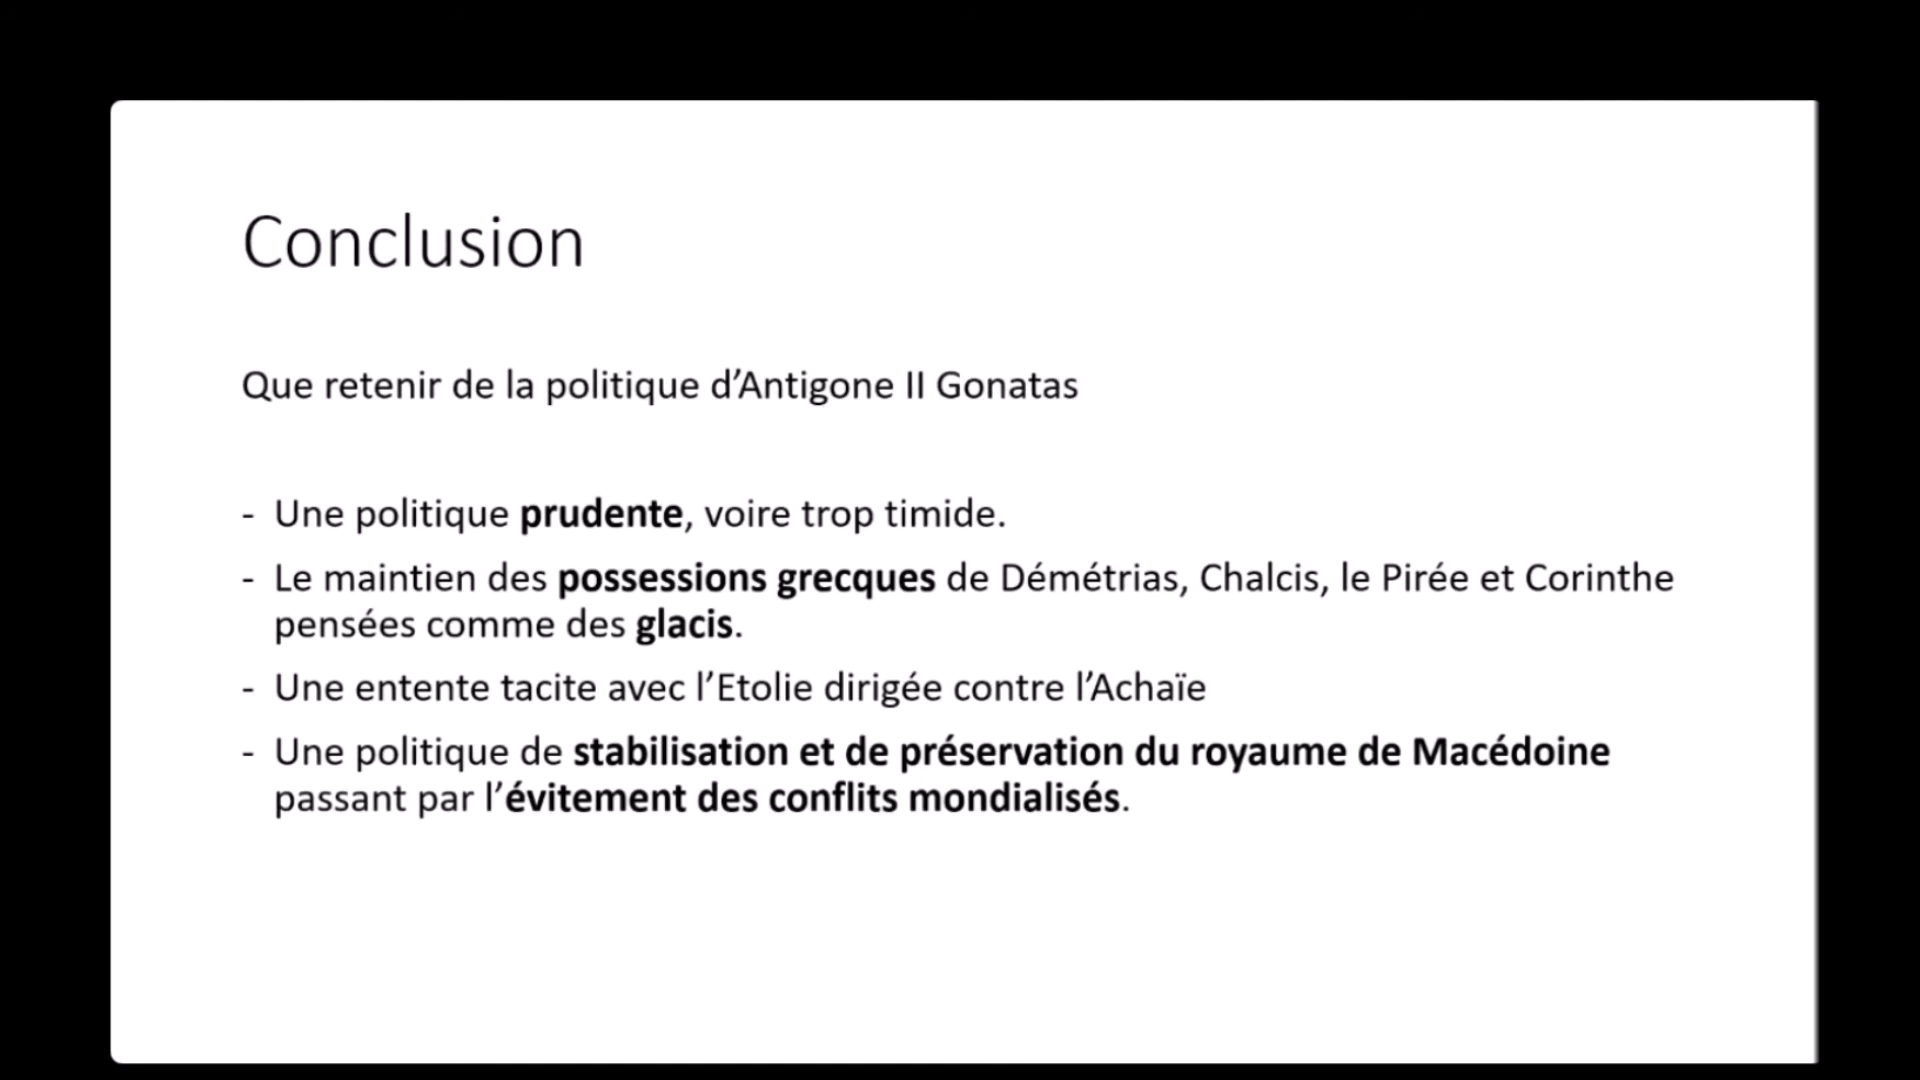 Conclusion
Que retenir de la politique d’Antigone II Gonatas
- Une politique prudente, voire trop timide.
- Le maintien des possessions grecques de Démétrias, Chalcis, le Pirée et Corinthe
pensées comme des glacis.
- Une entente tacite avec l’Etolie dirigée contre l’Achaïe
- Une politique de stabilisation et de préservation du royaume de Macédoine
passant par l’évitement des conflits mondialisés.